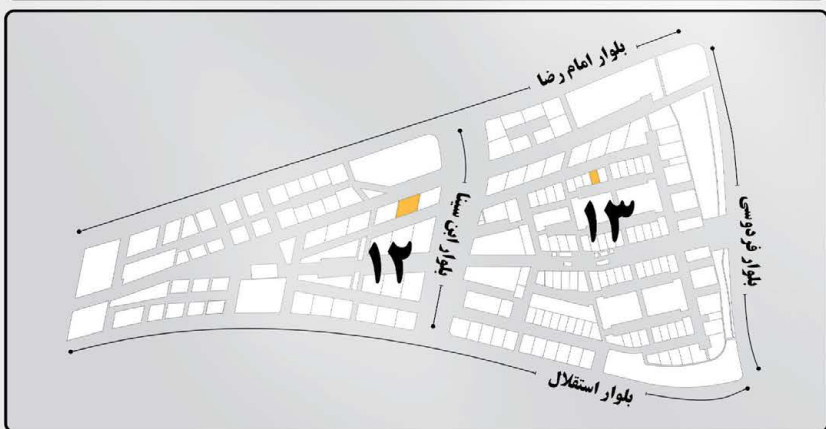 بلوار امام رضا
بلوار فردوسی
۱۳
بلوار ابن سینا
۱۲
بلوار استقلال